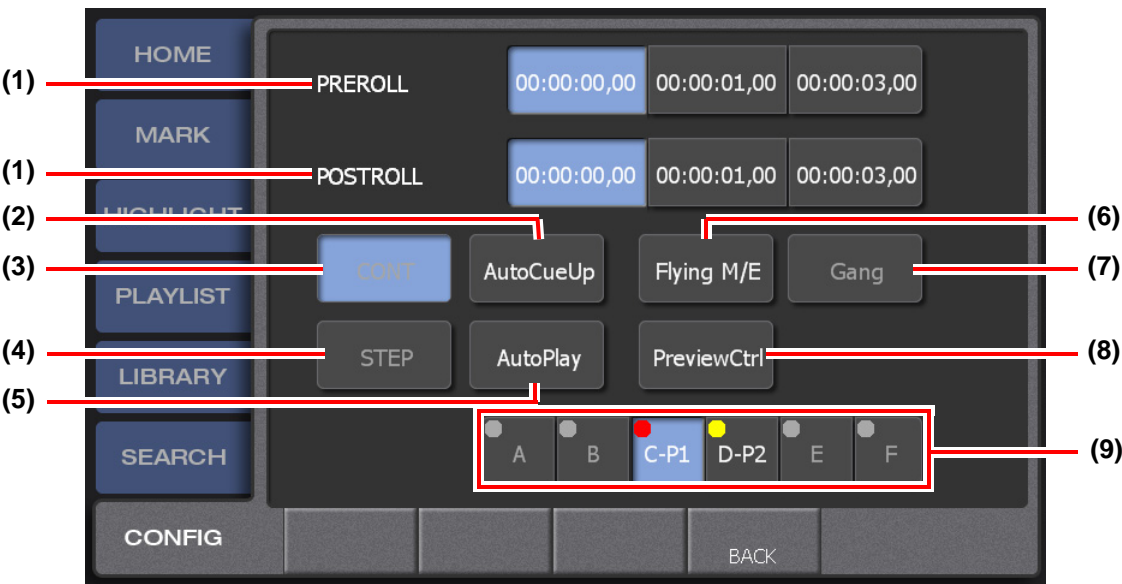 HOME
(1) PREROLL 00:00:00,00 00:00:01,00 00:00:03,00
MARK
(1) POSTROLL 00:00:00,00 00:00:01,00 00:00:03,00
HIGHLIGHT
(2) (6)
(3) CONT AutoCueUp Flying M/E Gang (7)
PLAYLIST
(4) STEP AutoPlay PreviewCtrl (8)
LIBRARY
(5)
A B C-P1 D-P2 E F (9)
SEARCH
CONFIG
BACK